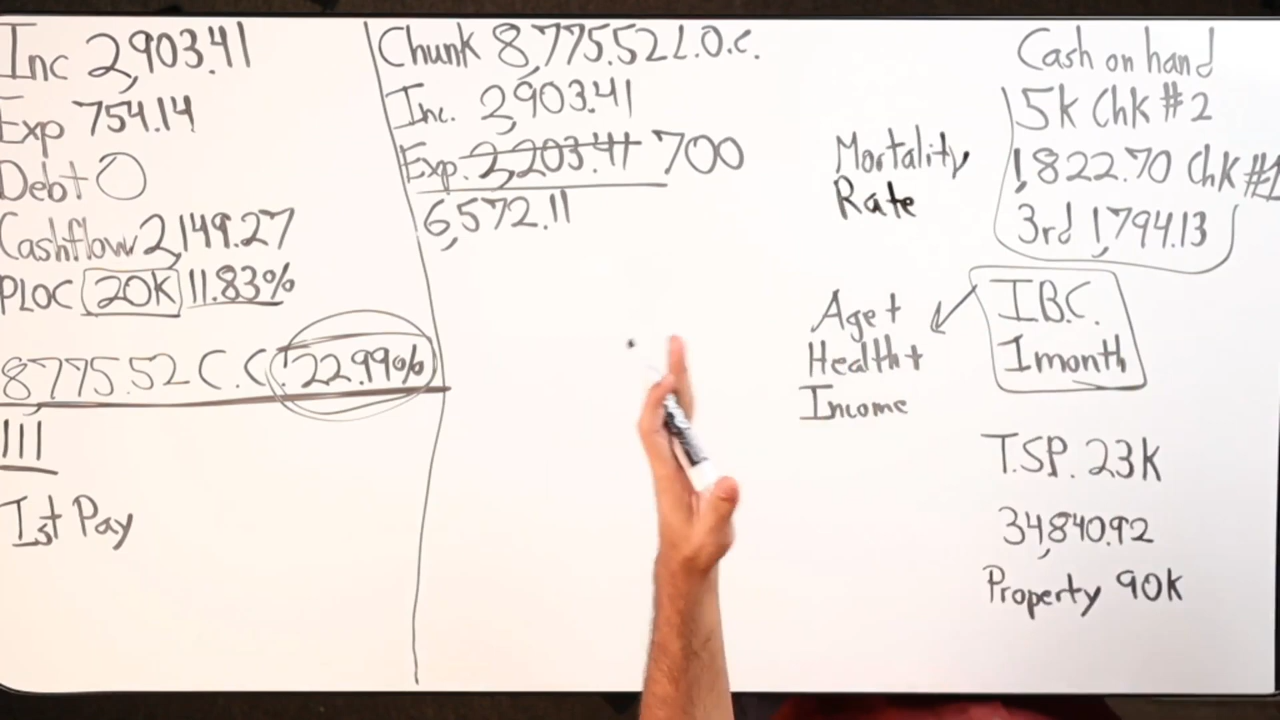 Inc 2,903.41
Exp 754.14
Debt 0
Cashflow 2,149.27
PLOC 20K 11.83%
8775.52 C.C. 22.99%
III
1st Pay
Chunk 8,775.52 L.O.C.
Inc. 2,903.41
Exp. 2,203.41 700
6,572.11
Mortality
Rate
Age +
Health +
Income
Cash on hand
5k Chk #2
1,822.70 Chk #1
3rd 1,794.13
I.B.C.
1 month
T.S.P. 23K
34,840.92
Property 90K